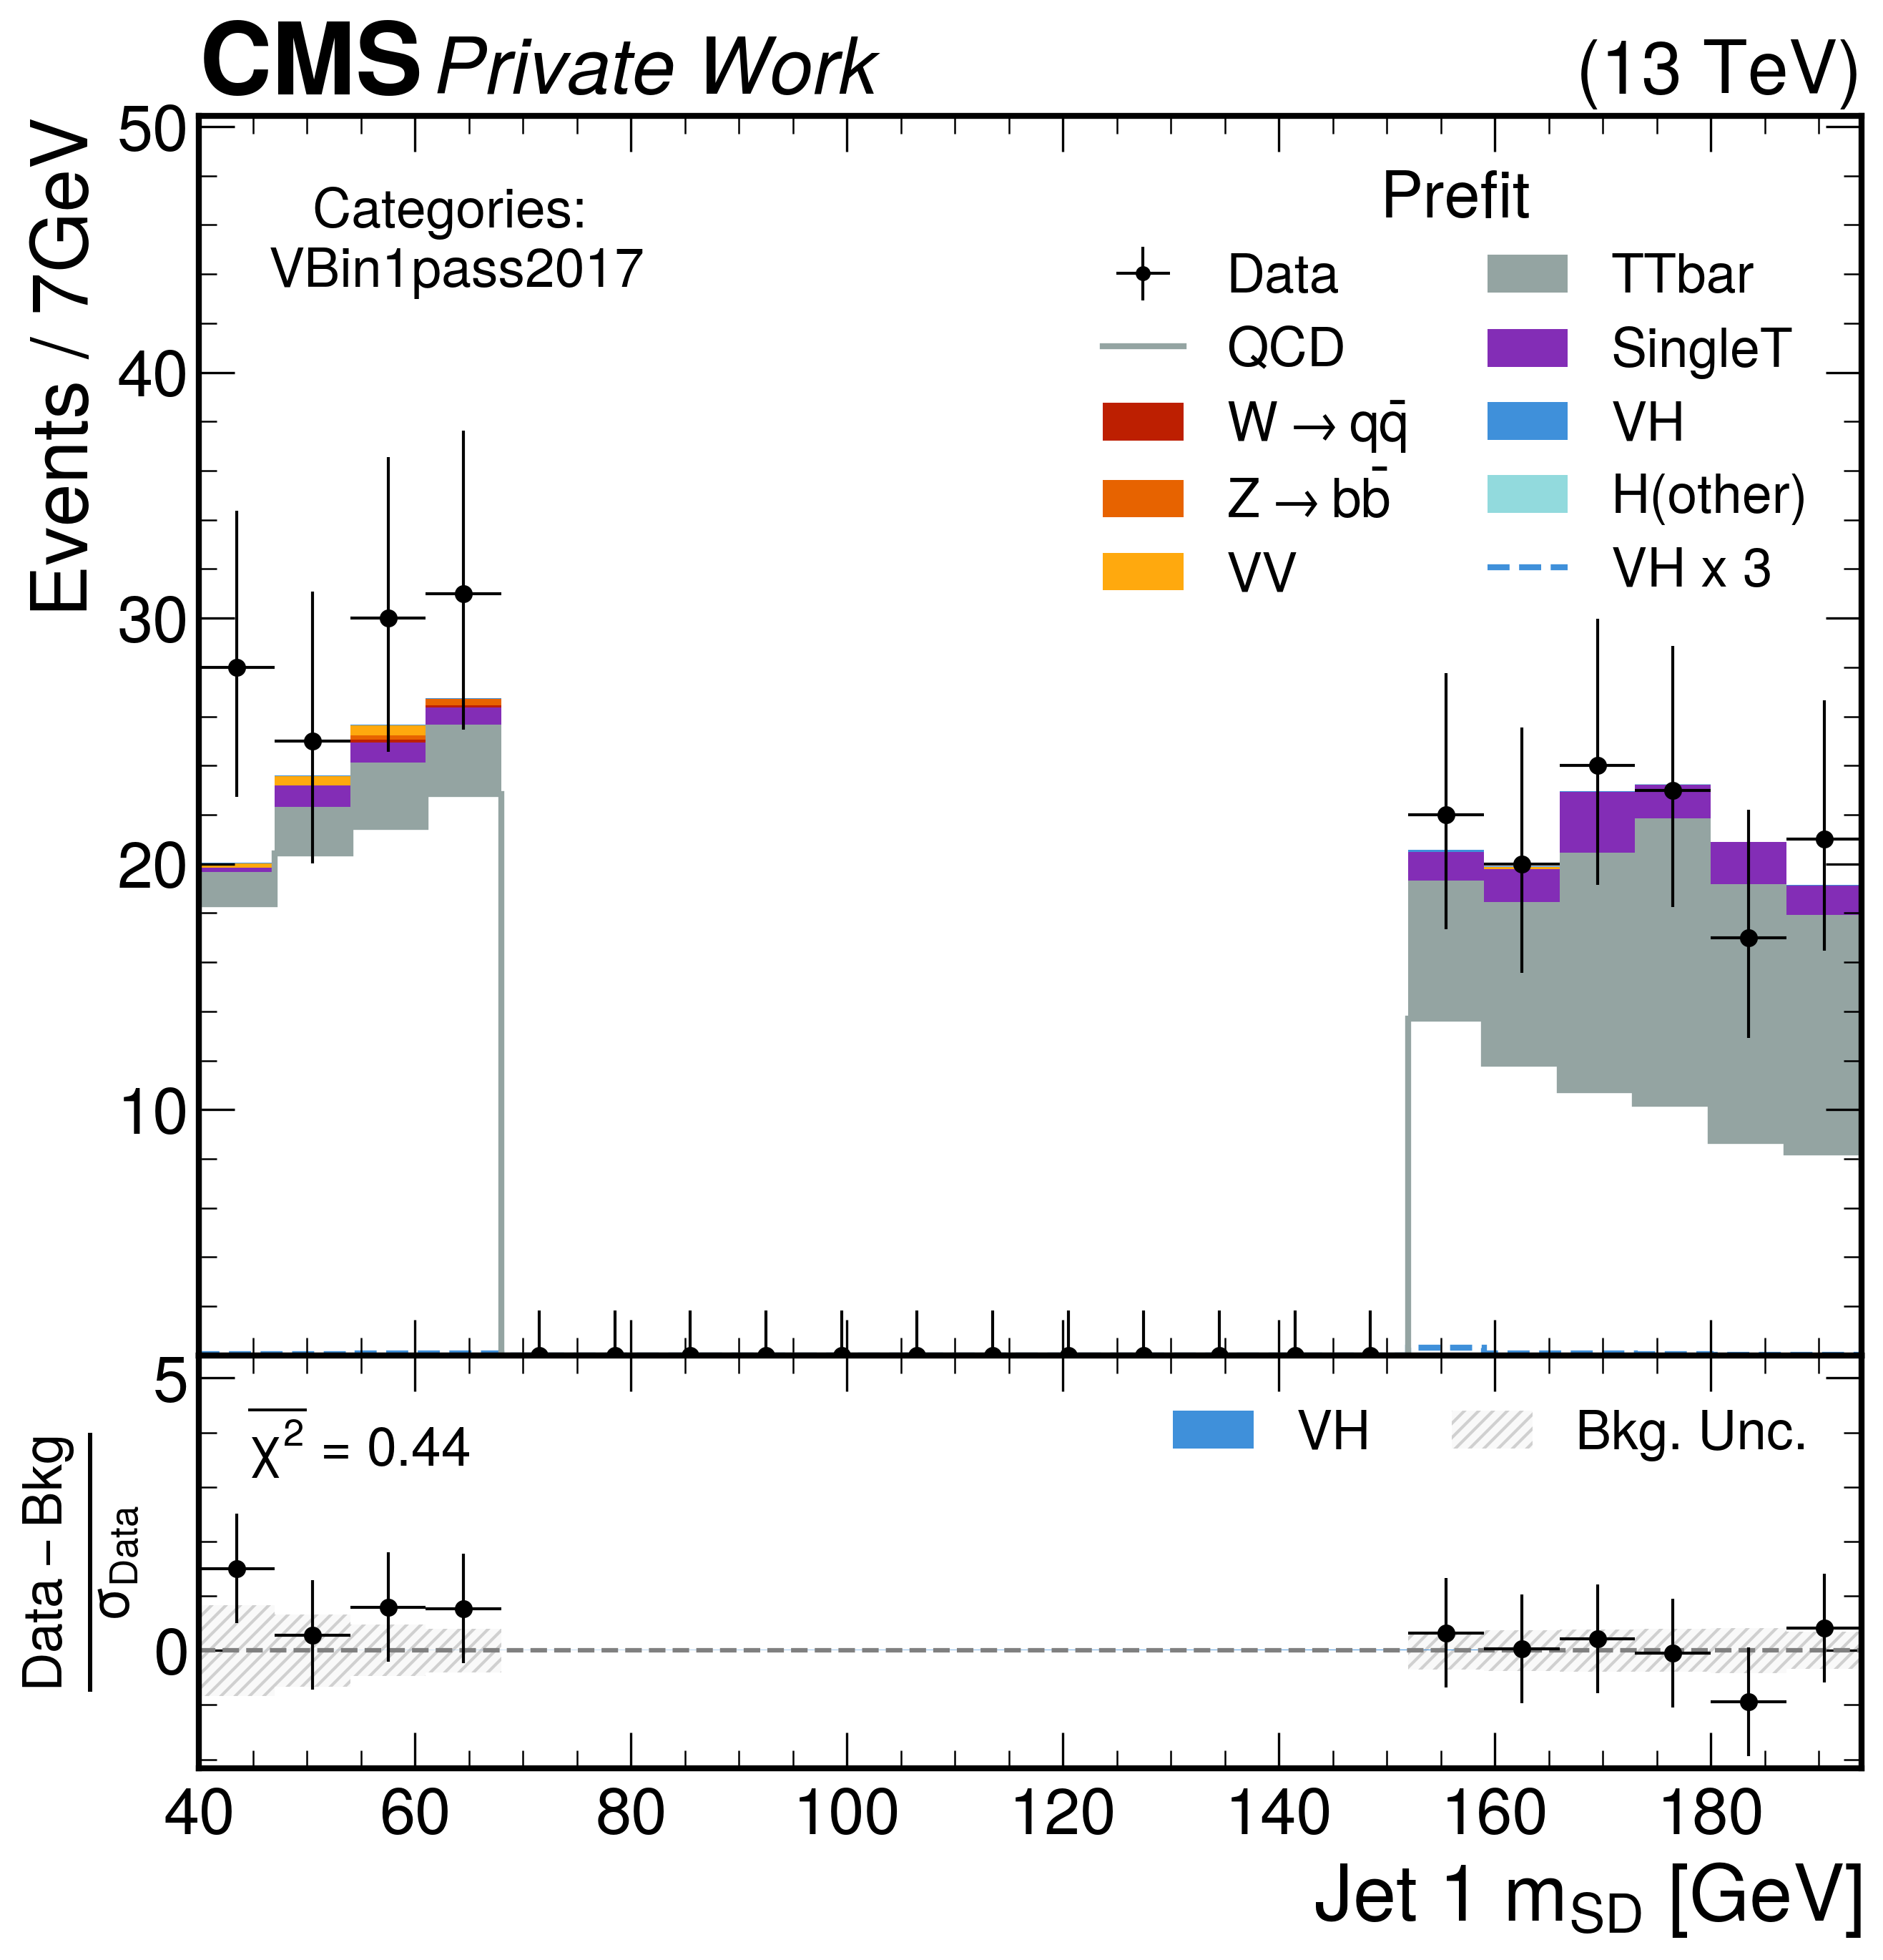 CMS Private Work (13 TeV)
Events / 7GeV
50
40
30
20
10
Categories:
VBin1pass2017
Prefit
Data
QCD
W → qq̄
Z → bb̄
VV
TTbar
SingleT
VH
H(other)
VH x 3
Data – Bkg
σData
5
0
χ² = 0.44
VH
Bkg. Unc.
40 60 80 100 120 140 160 180
Jet 1 mSD [GeV]